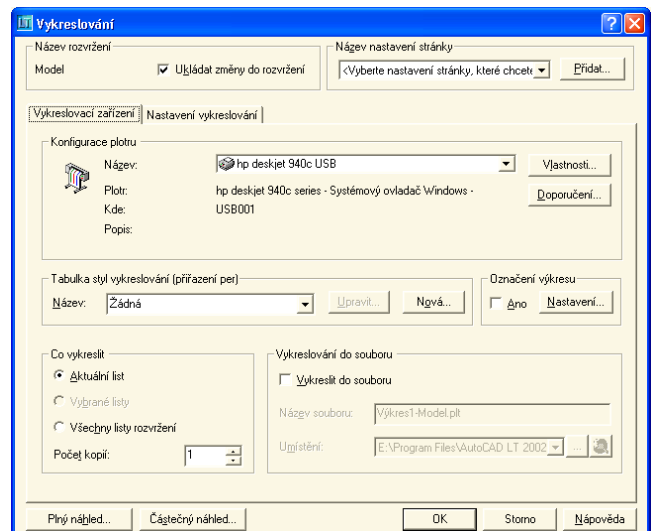 Vykreslování
Název rozvržení
Model
Ukládat změny do rozvržení
Název nastavení stránky
<Vyberte nastavení stránky, které chcete
Přidat...
Vykreslovací zařízení
Nastavení vykreslování
Konfigurace plotru
Název:
hp deskjet 940c USB
Vlastnosti...
Plotr:
hp deskjet 940c series - Systémový ovladač Windows -
Doporučení...
Kde:
USB001
Popis:
Tabulka stylů vykreslování (přiřazení per)
Název:
Žádná
Upravit...
Nová...
Označení výkresu
Ano
Nastavení...
Co vykreslit
Aktuální list
Vybrané listy
Všechny listy rozvržení
Počet kopií:
1
Vykreslování do souboru
Vykreslit do souboru
Název souboru:
Výkres1-Model.plt
Umístění:
E:\Program Files\AutoCAD LT 2002
...
Plný náhled...
Částečný náhled...
OK
Storno
Nápověda